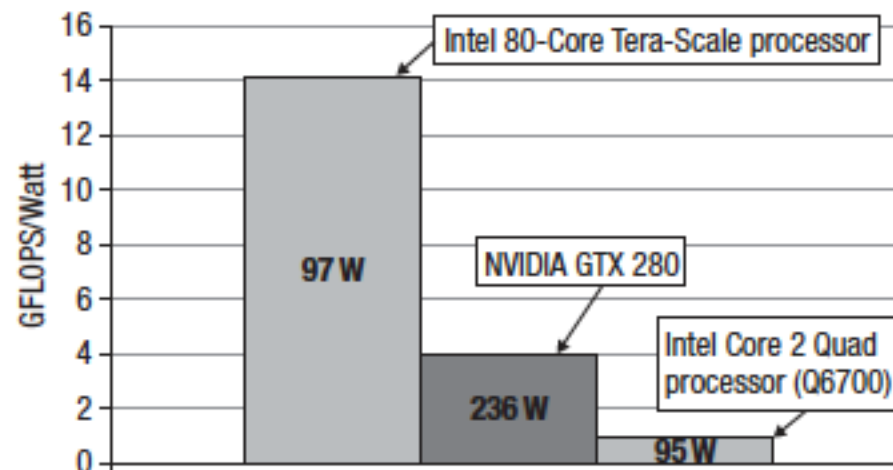 16
Intel 80-Core Tera-Scale processor
14
12
10
8
NVIDIA GTX 280
97 W
6
GFLOPS/Watt
4
Intel Core 2 Quad
processor (Q6700)
236 W
2
95 W
0